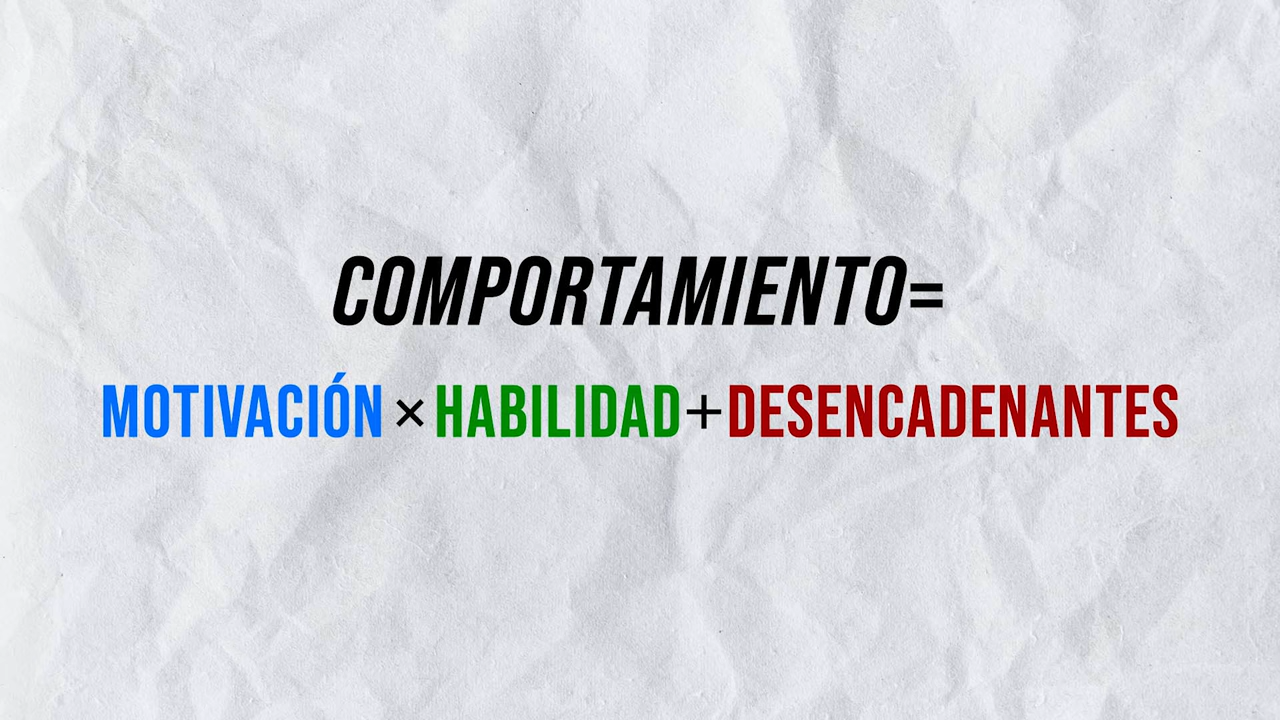 COMPORTAMIENTO=
MOTIVACIÓN × HABILIDAD + DESENCADENANTES